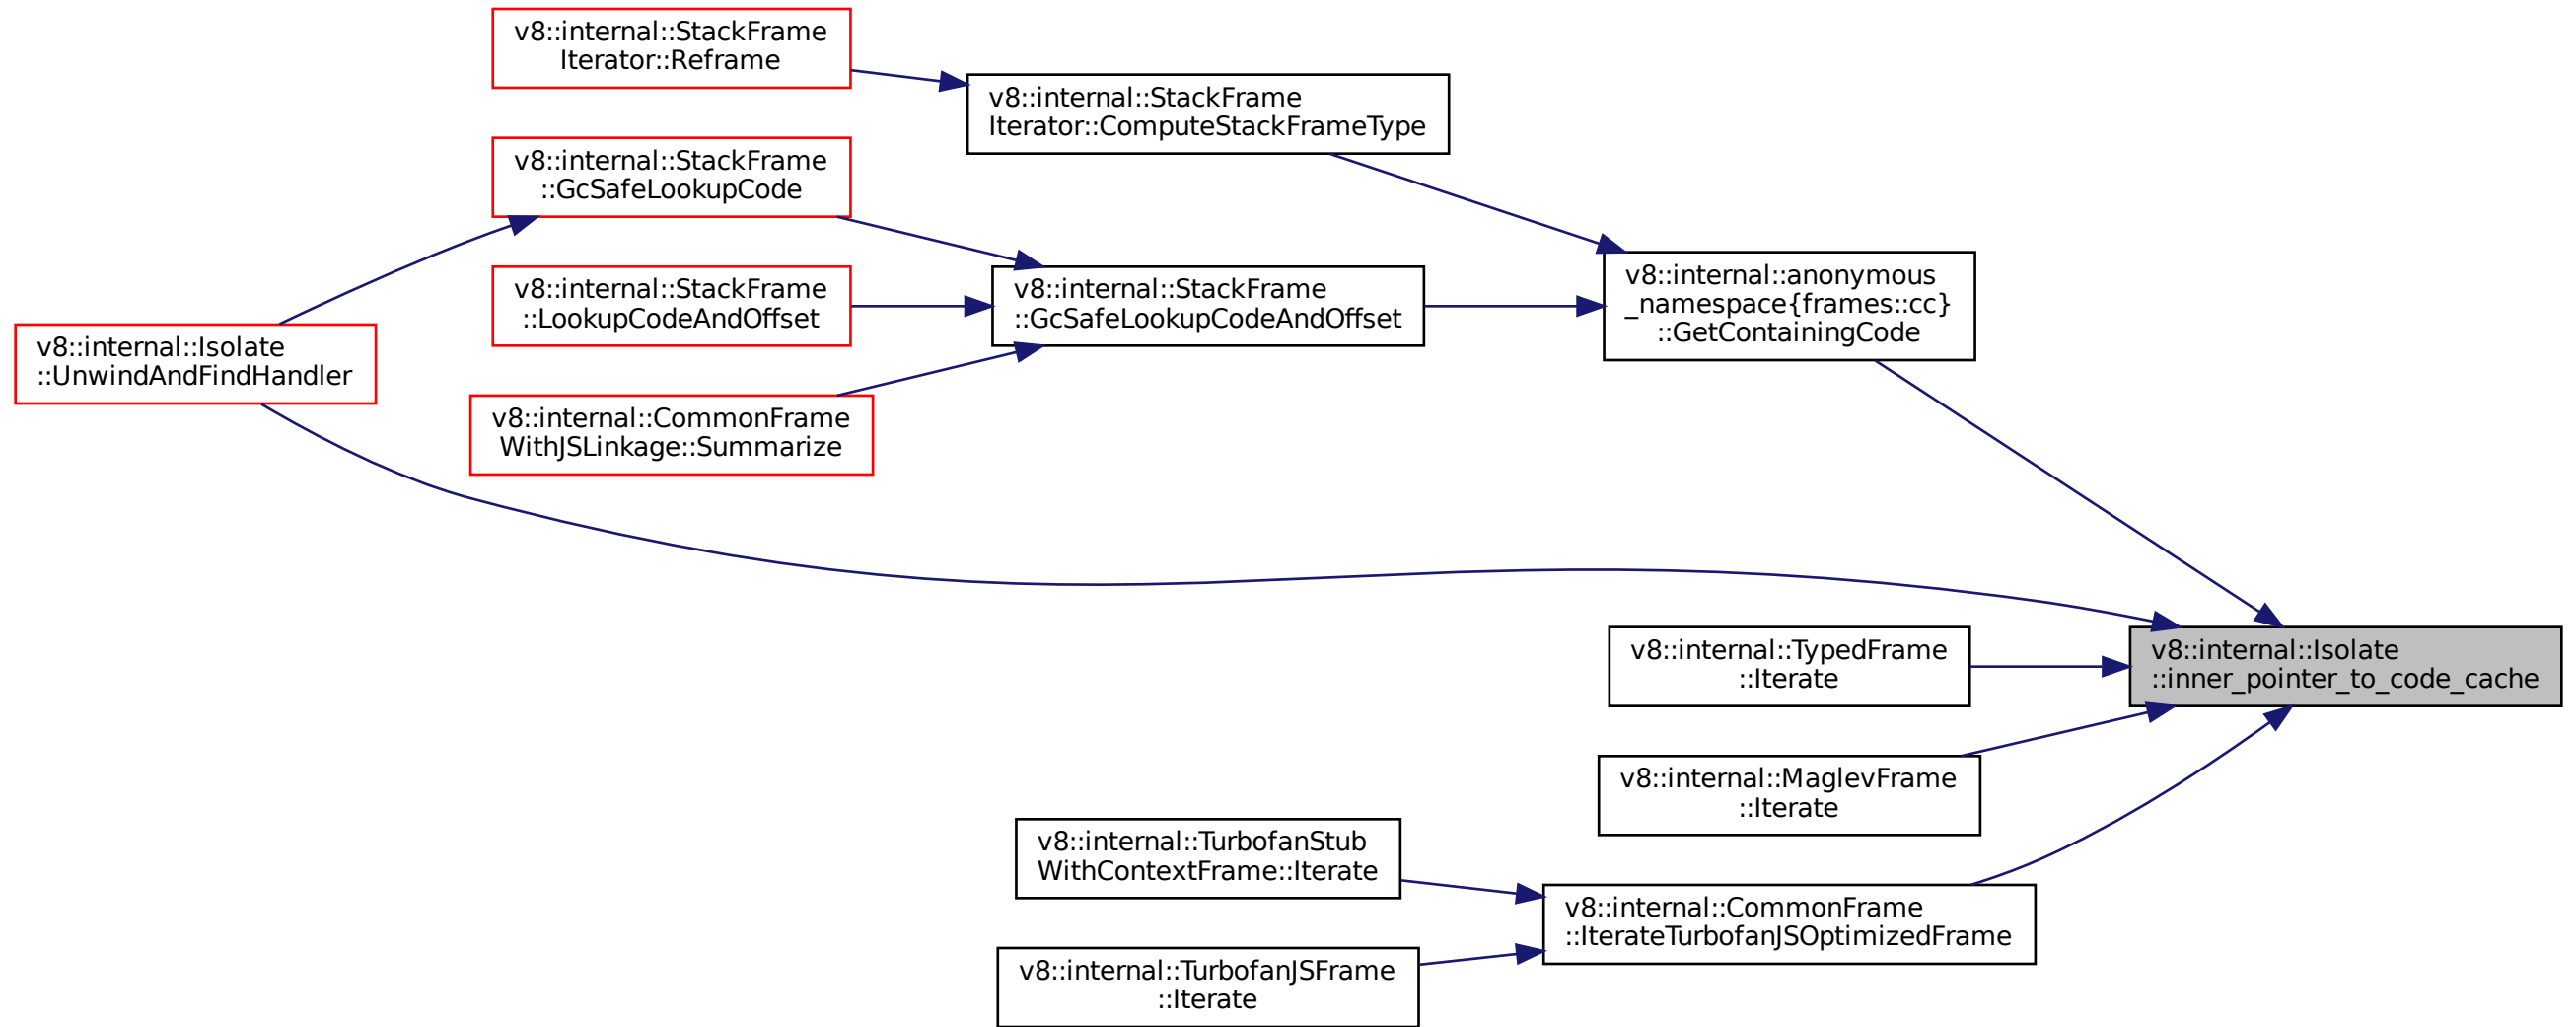 v8::internal::StackFrame
Iterator::Reframe
v8::internal::StackFrame
Iterator::ComputeStackFrameType
v8::internal::StackFrame
::GcSafeLookupCode
v8::internal::anonymous
_namespace{frames::cc}
::GetContainingCode
v8::internal::StackFrame
::LookupCodeAndOffset
v8::internal::StackFrame
::GcSafeLookupCodeAndOffset
v8::internal::Isolate
::UnwindAndFindHandler
v8::internal::CommonFrame
WithJSLinkage::Summarize
v8::internal::TypedFrame
::Iterate
v8::internal::Isolate
::inner_pointer_to_code_cache
v8::internal::MaglevFrame
::Iterate
v8::internal::TurbofanStub
WithContextFrame::Iterate
v8::internal::CommonFrame
::IterateTurbofanJSOptimizedFrame
v8::internal::TurbofanJSFrame
::Iterate